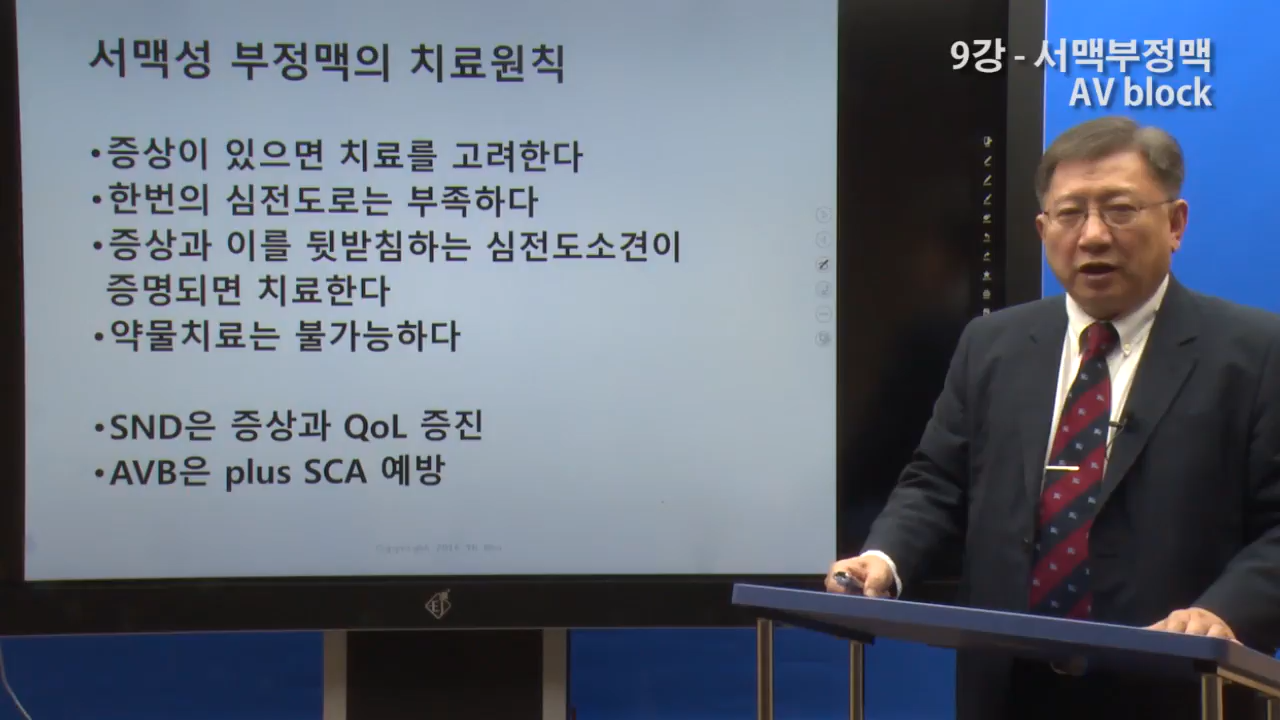 서맥성 부정맥의 치료원칙
•증상이 있으면 치료를 고려한다
•한번의 심전도로는 부족하다
•증상과 이를 뒷받침하는 심전도소견이
증명되면 치료한다
•약물치료는 불가능하다
•SND은 증상과 QoL 증진
•AVB은 plus SCA 예방
9강 - 서맥부정맥
AV block